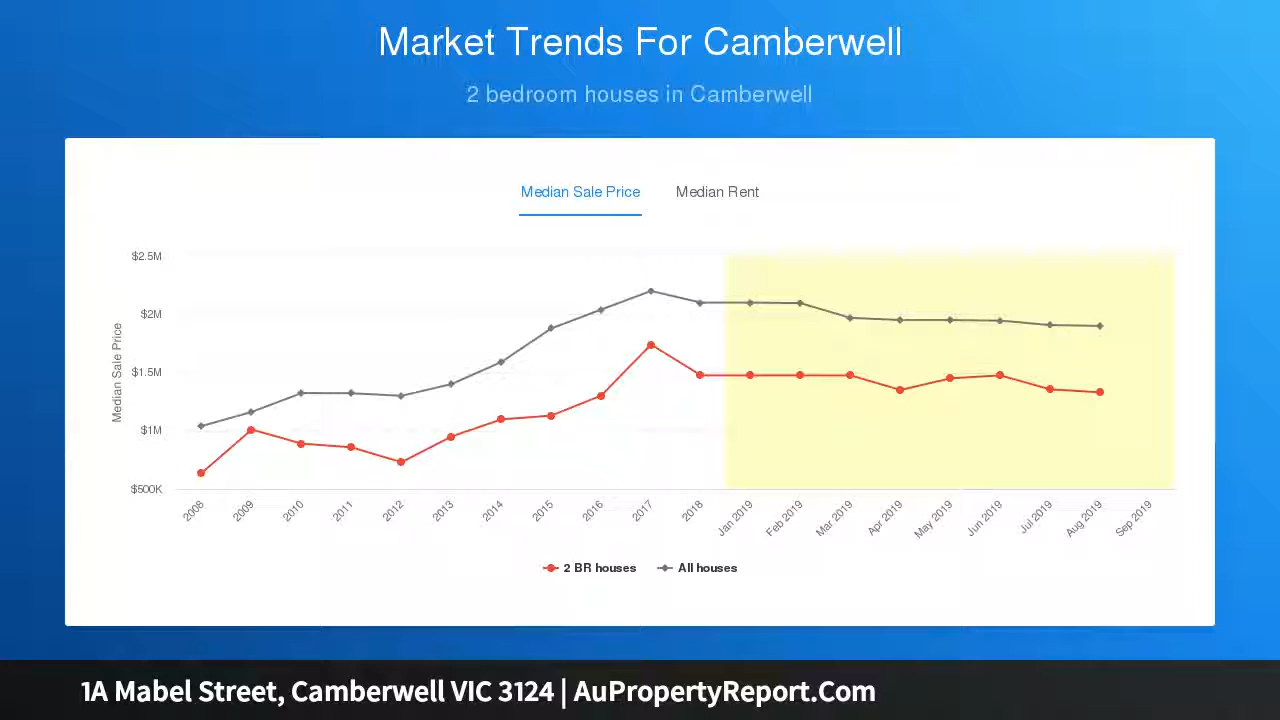 Market Trends For Camberwell
2 bedroom houses in Camberwell
Median Sale Price Median Rent
Median Sale Price
$2.5M
$2M
$1.5M
$1M
$500K
2008 2009 2010 2011 2012 2013 2014 2015 2016 2017 2018 Jan 2019 Feb 2019 Mar 2019 Apr 2019 May 2019 Jun 2019 Jul 2019 Aug 2019 Sep 2019
2 BR houses All houses
1A Mabel Street, Camberwell VIC 3124 | AuPropertyReport.Com